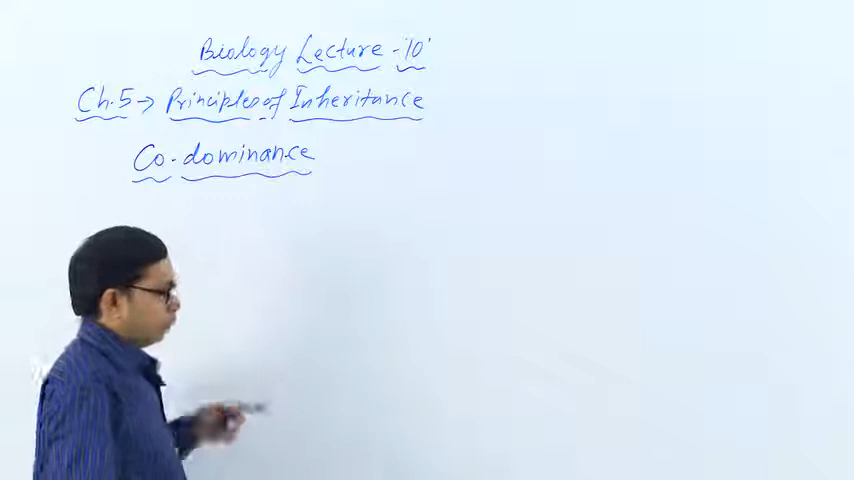 Biology Lecture - '10'
Ch.5 → Principles of Inheritance
Co-dominance